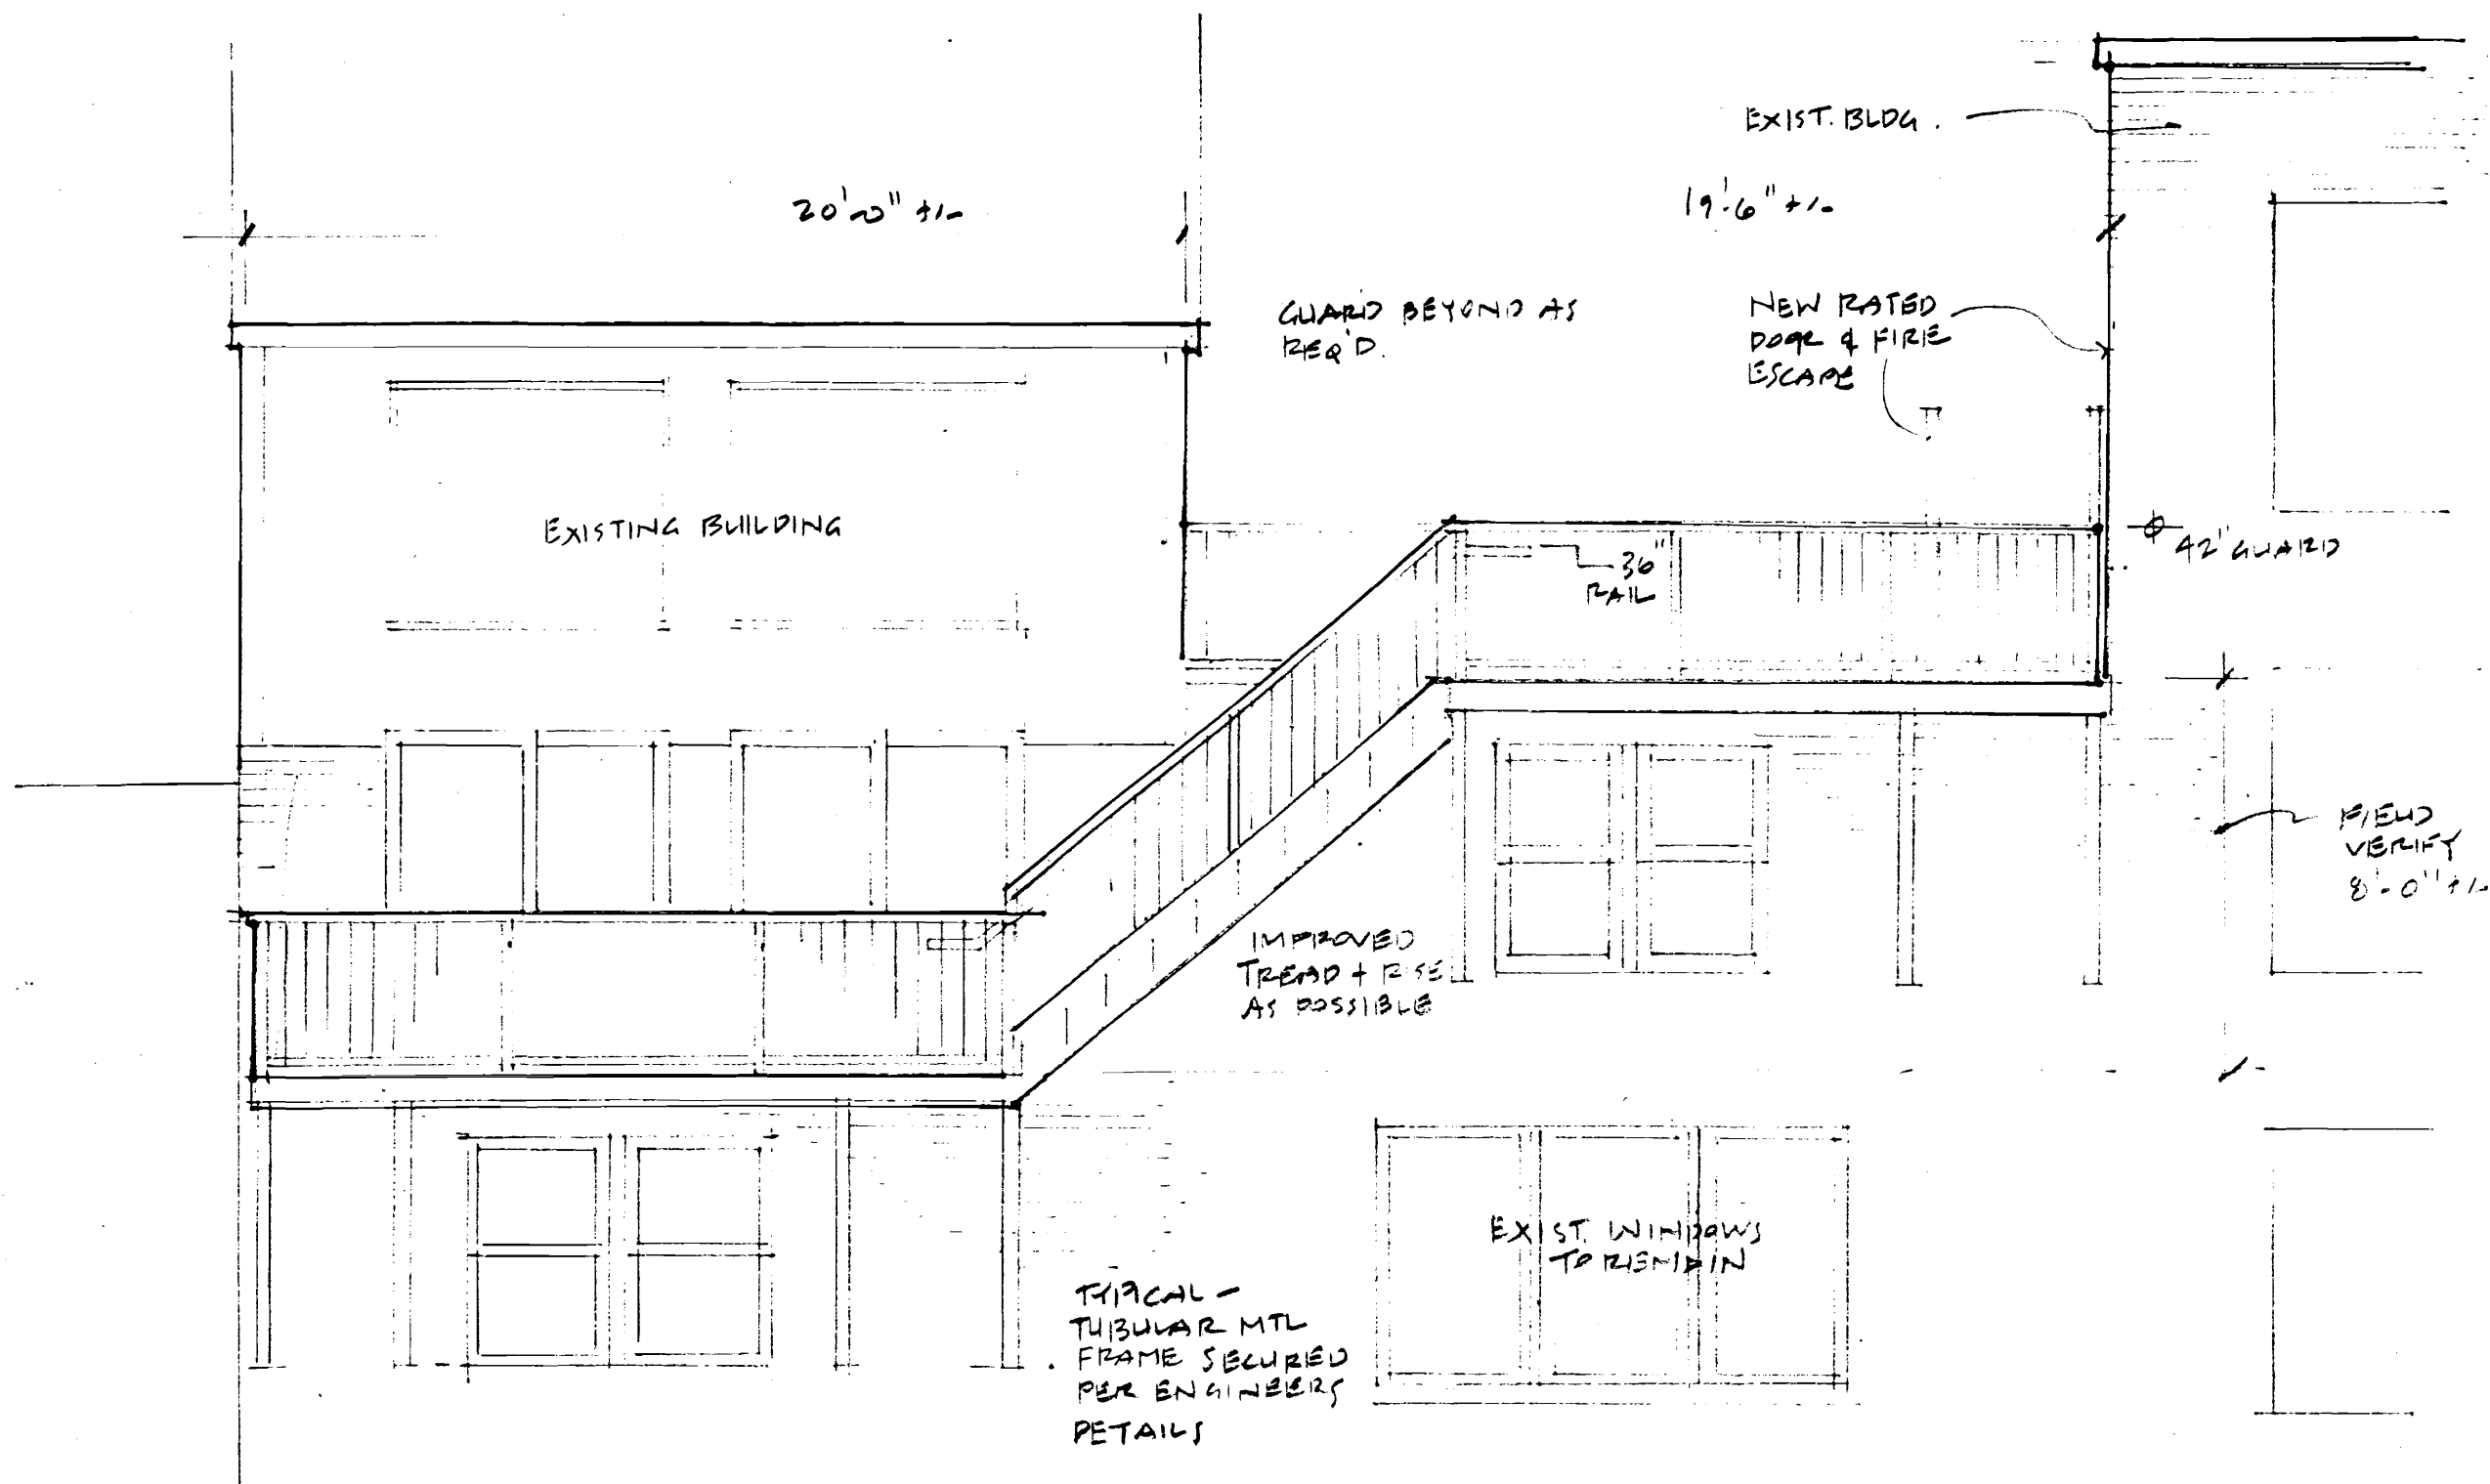 EXIST. BLDG.
20'-0" +/-
19'-6" +/-
GUARD BEYOND AS
REQ'D.
NEW RATED
DOOR & FIRE
ESCAPE
EXISTING BUILDING
36"
RAIL
42" GUARD
FIELD
VERIFY
8'-0" +/-
IMPROVED
TREAD + RISE
AS POSSIBLE
EXIST. WINDOWS
TO REMAIN
TYPICAL -
TUBULAR MTL
FRAME SECURED
PER ENGINEERS
DETAILS